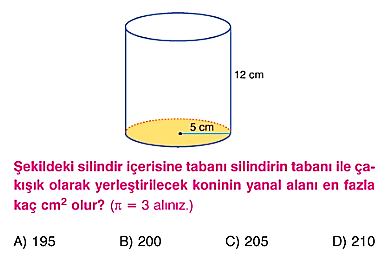 12 cm
5 cm
Şekildeki silindir içerisine tabanı silindirin tabanı ile ça-
kışık olarak yerleştirilecek koninin yanal alanı en fazla
kaç cm² olur? (π = 3 alınız.)
A) 195 B) 200 C) 205 D) 210